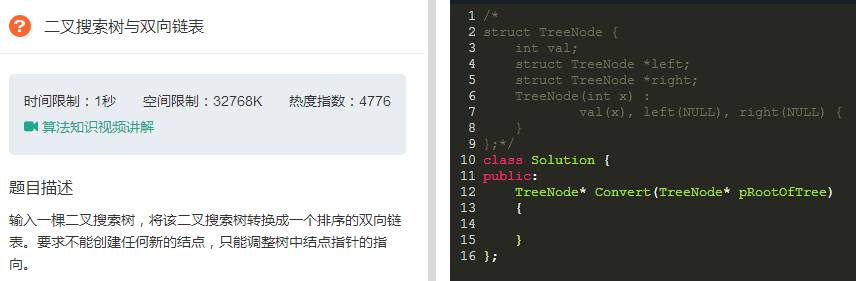 ? 二叉搜索树与双向链表
时间限制：1秒 空间限制：32768K 热度指数：4776
算法知识视频讲解
题目描述
输入一棵二叉搜索树，将该二叉搜索树转换成一个排序的双向链
表。要求不能创建任何新的结点，只能调整树中结点指针的指
向。
1 /*
2 struct TreeNode {
3     int val;
4     struct TreeNode *left;
5     struct TreeNode *right;
6     TreeNode(int x) :
7             val(x), left(NULL), right(NULL) {
8     }
9 };*/
10 class Solution {
11 public:
12     TreeNode* Convert(TreeNode* pRootOfTree)
13     {
14
15     }
16 };